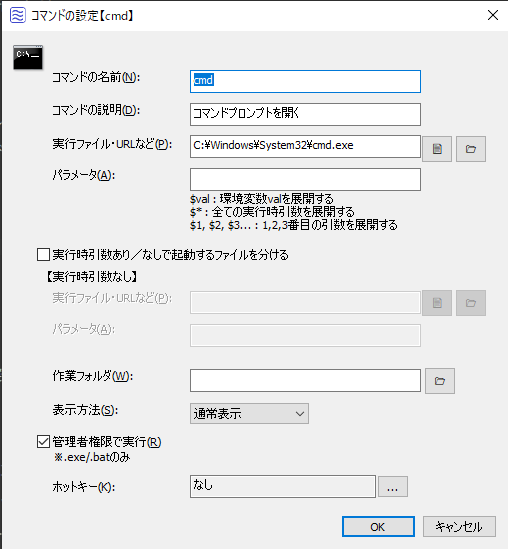 コマンドの設定【cmd】
C:\_
コマンドの名前(N):
cmd
コマンドの説明(D):
コマンドプロンプトを開く
実行ファイル・URLなど(P):
C:¥Windows¥System32¥cmd.exe
パラメータ(A):
$val : 環境変数valを展開する
$* : 全ての実行時引数を展開する
$1, $2, $3... : 1,2,3番目の引数を展開する
実行時引数あり／なしで起動するファイルを分ける
【実行時引数なし】
実行ファイル・URLなど(P):
パラメータ(A):
作業フォルダ(W):
表示方法(S):
通常表示
管理者権限で実行(R)
※.exe/.batのみ
ホットキー(K):
なし
...
OK
キャンセル